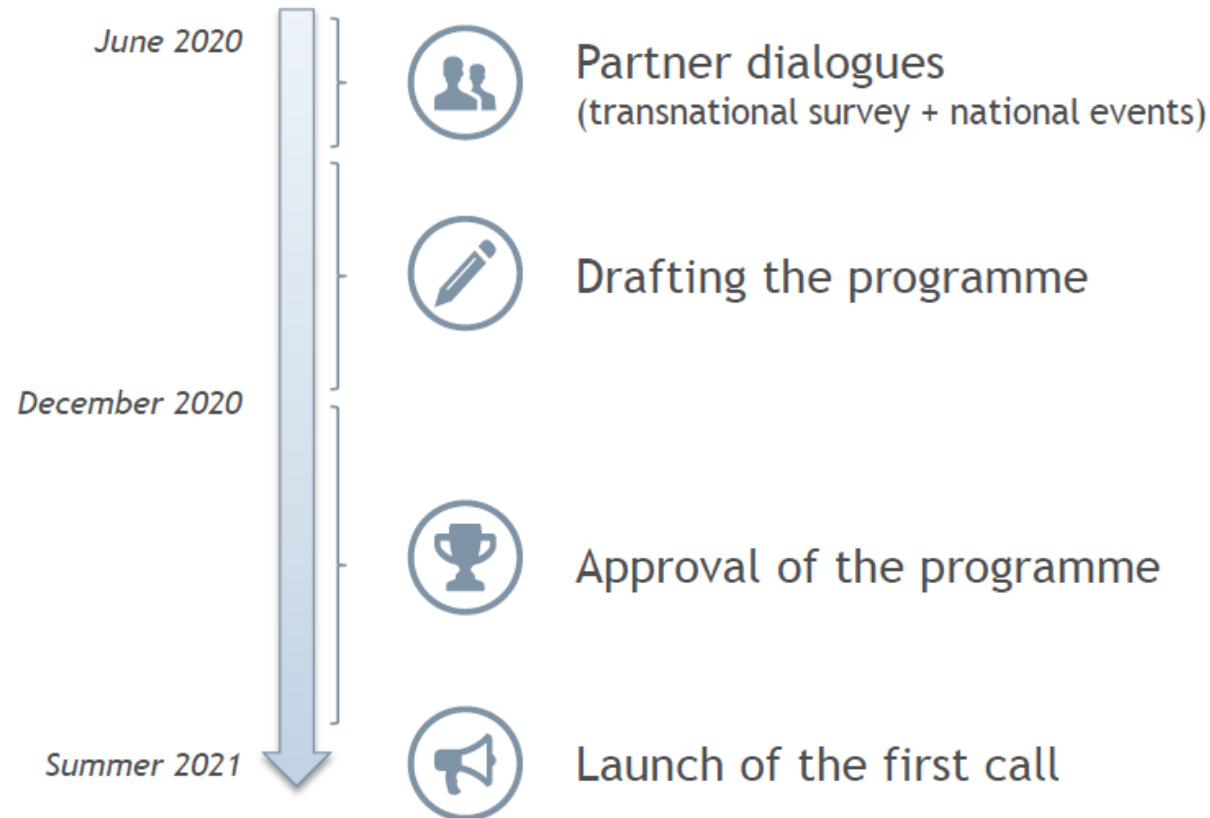 June 2020
Partner dialogues
(transnational survey + national events)
Drafting the programme
December 2020
Approval of the programme
Summer 2021
Launch of the first call